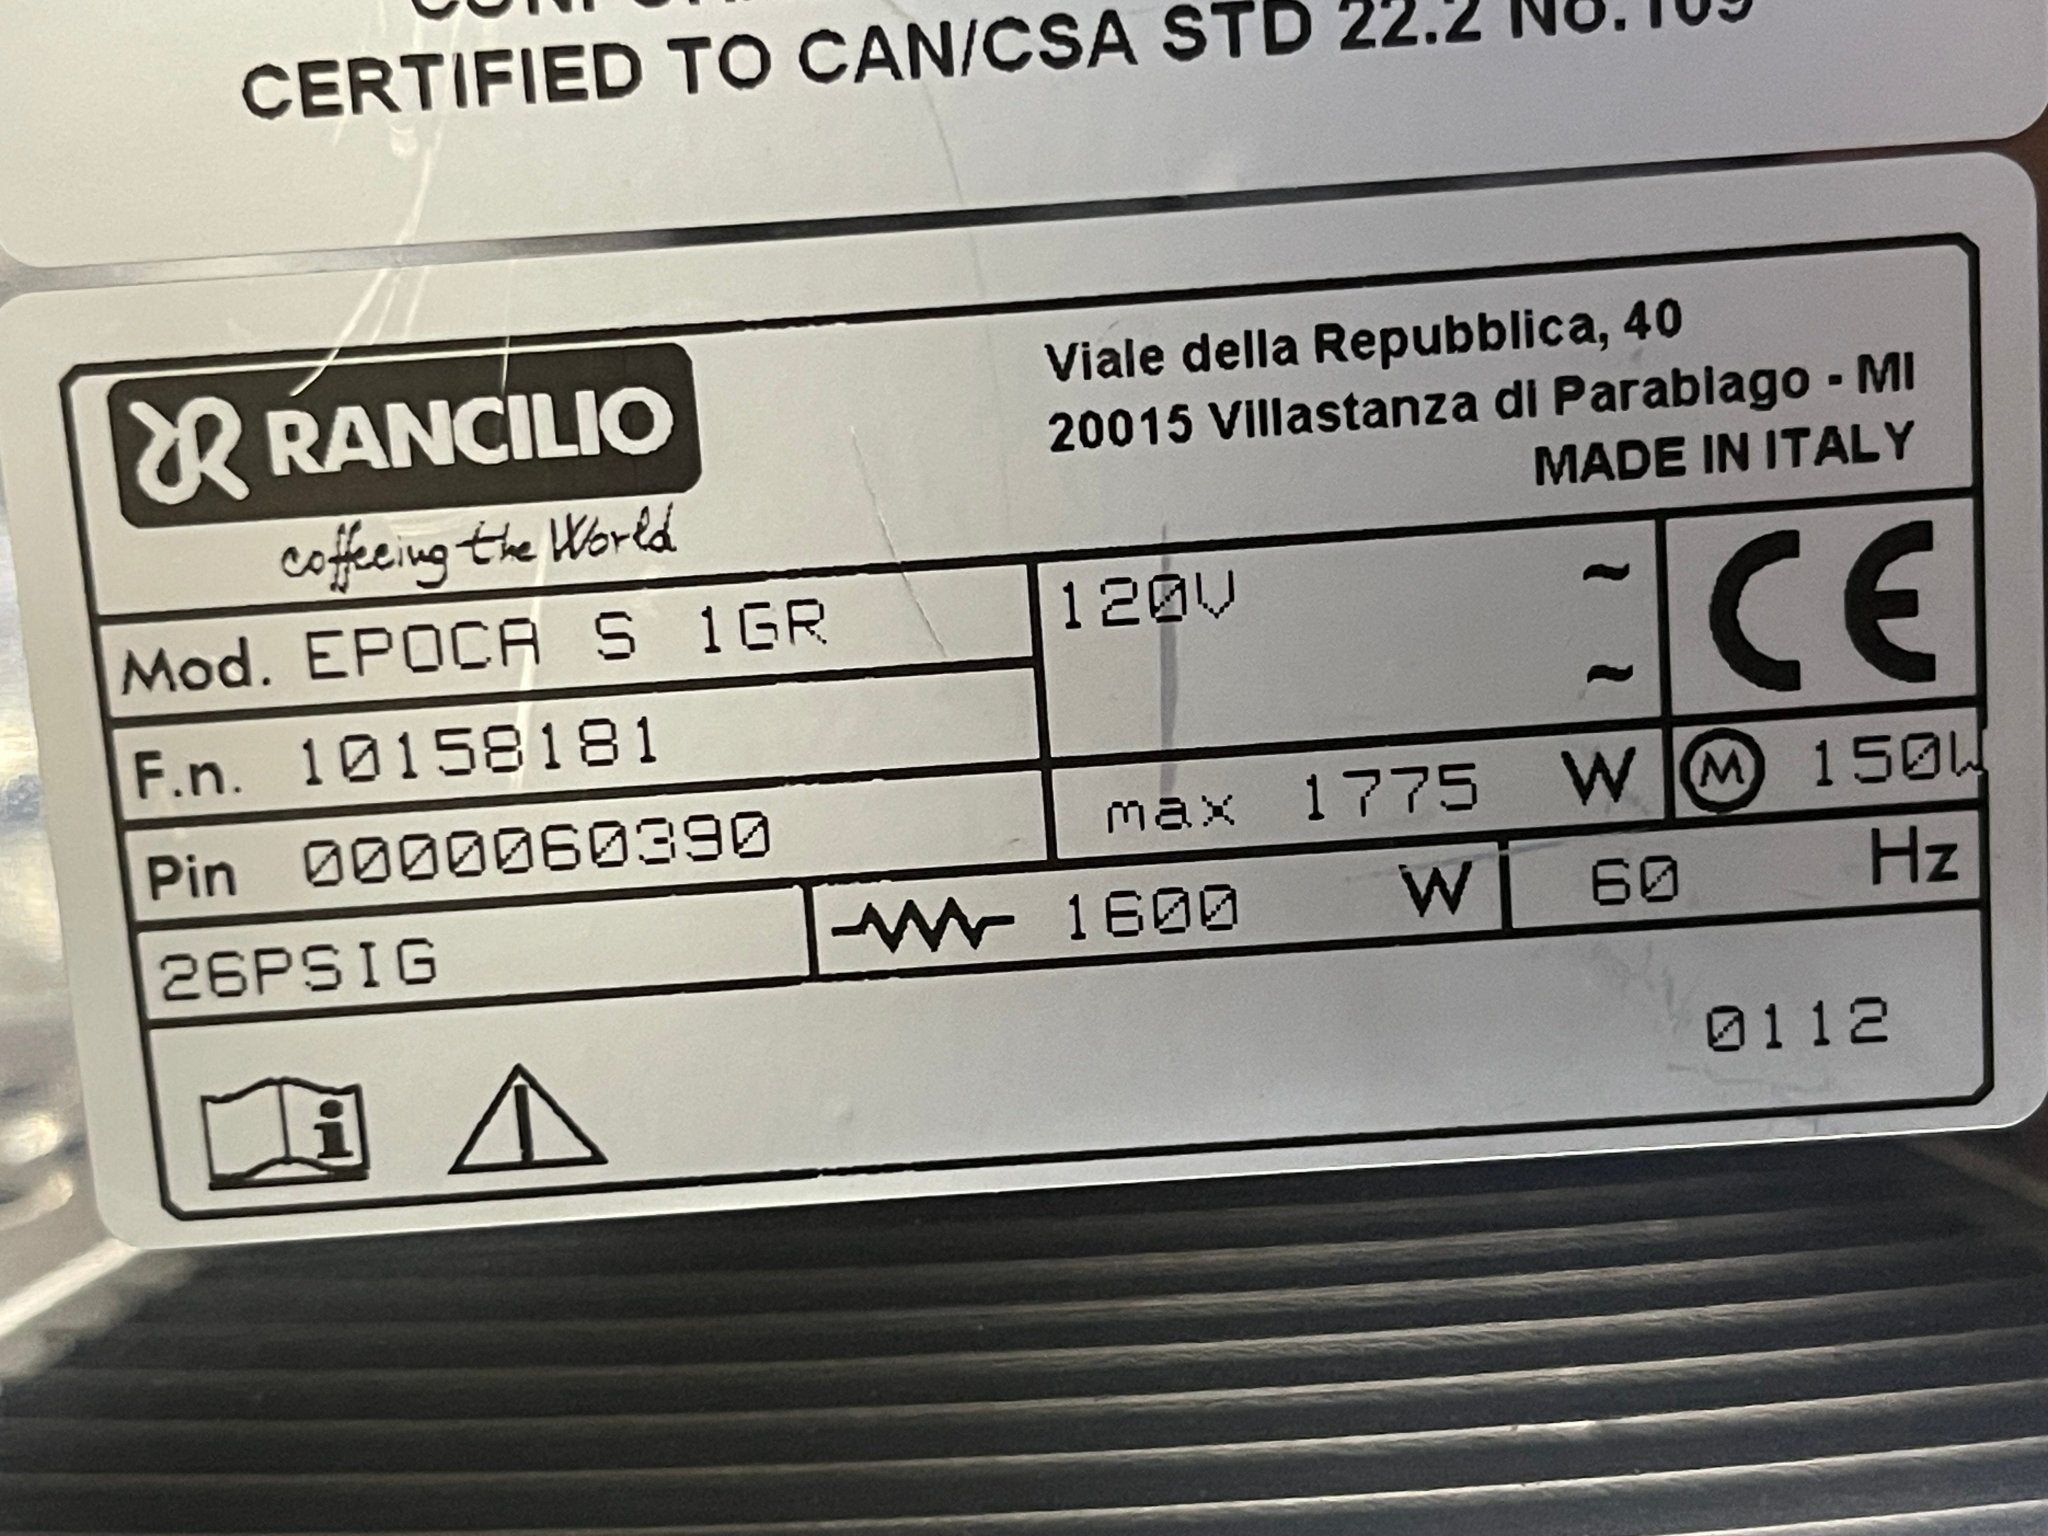 CERTIFIED TO CAN/CSA STD 22.2 No.109
RANCILIO
coffeeing the World
Viale della Repubblica, 40
20015 Villastanza di Parabiago - MI
MADE IN ITALY
Mod. EPOCA S 1GR
120V ~
~
CE
F.n. 10158181
max 1775 W
M 150W
Pin 0000060390
1600 W
60 Hz
26PSIG
0112